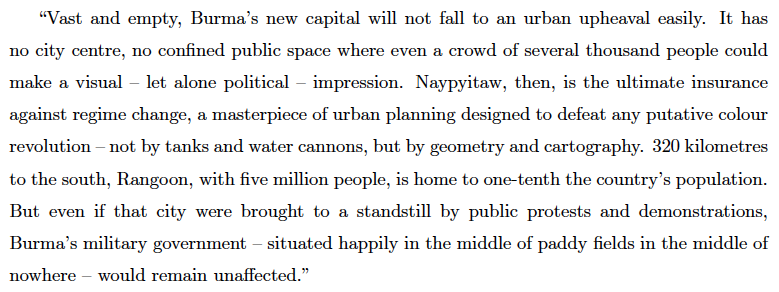 “Vast and empty, Burma’s new capital will not fall to an urban upheaval easily. It has
no city centre, no confined public space where even a crowd of several thousand people could
make a visual – let alone political – impression. Naypyitaw, then, is the ultimate insurance
against regime change, a masterpiece of urban planning designed to defeat any putative colour
revolution – not by tanks and water cannons, but by geometry and cartography. 320 kilometres
to the south, Rangoon, with five million people, is home to one-tenth the country’s population.
But even if that city were brought to a standstill by public protests and demonstrations,
Burma’s military government – situated happily in the middle of paddy fields in the middle of
nowhere – would remain unaffected.”